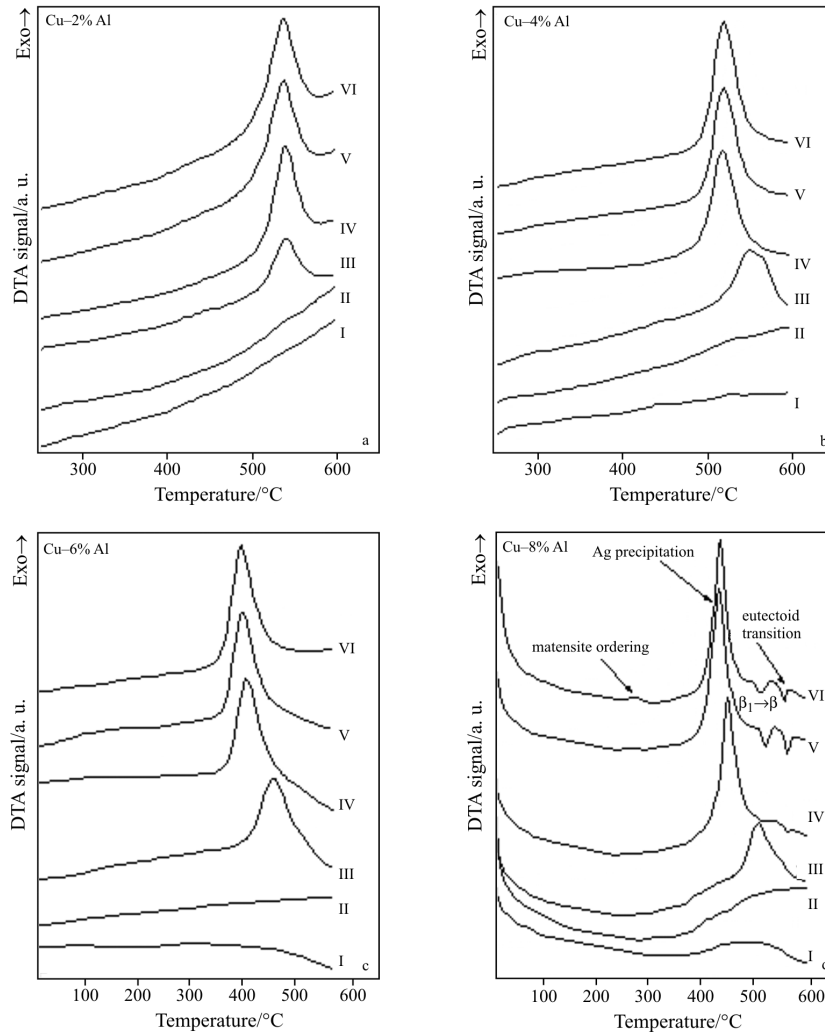 Cu–2% Al
Exo→
DTA signal/a. u.
VI
V
IV
III
II
I
a
300
400
500
600
Temperature/°C
Cu–4% Al
Exo→
DTA signal/a. u.
VI
V
IV
III
II
I
b
300
400
500
600
Temperature/°C
Cu–6% Al
Exo→
DTA signal/a. u.
VI
V
IV
III
II
I
c
100
200
300
400
500
600
Temperature/°C
Cu–8% Al
Exo→
DTA signal/a. u.
Ag precipitation
eutectoid
transition
matensite ordering
β₁→β
VI
V
IV
III
II
I
d
100
200
300
400
500
600
Temperature/°C